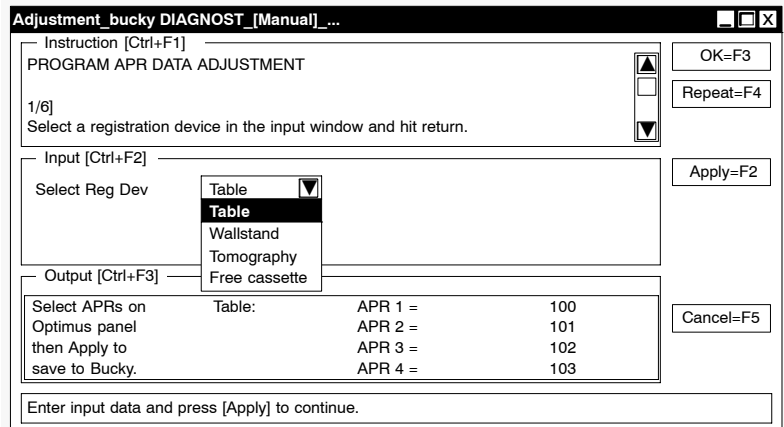 Adjustment_bucky DIAGNOST_[Manual]_...
Instruction [Ctrl+F1]
PROGRAM APR DATA ADJUSTMENT
1/6]
Select a registration device in the input window and hit return.
OK=F3
Repeat=F4
Input [Ctrl+F2]
Select Reg Dev Table
Table
Wallstand
Tomography
Free cassette
Apply=F2
Output [Ctrl+F3]
Select APRs on Table: APR 1 = 100
Optimus panel APR 2 = 101
then Apply to APR 3 = 102
save to Bucky. APR 4 = 103
Cancel=F5
Enter input data and press [Apply] to continue.